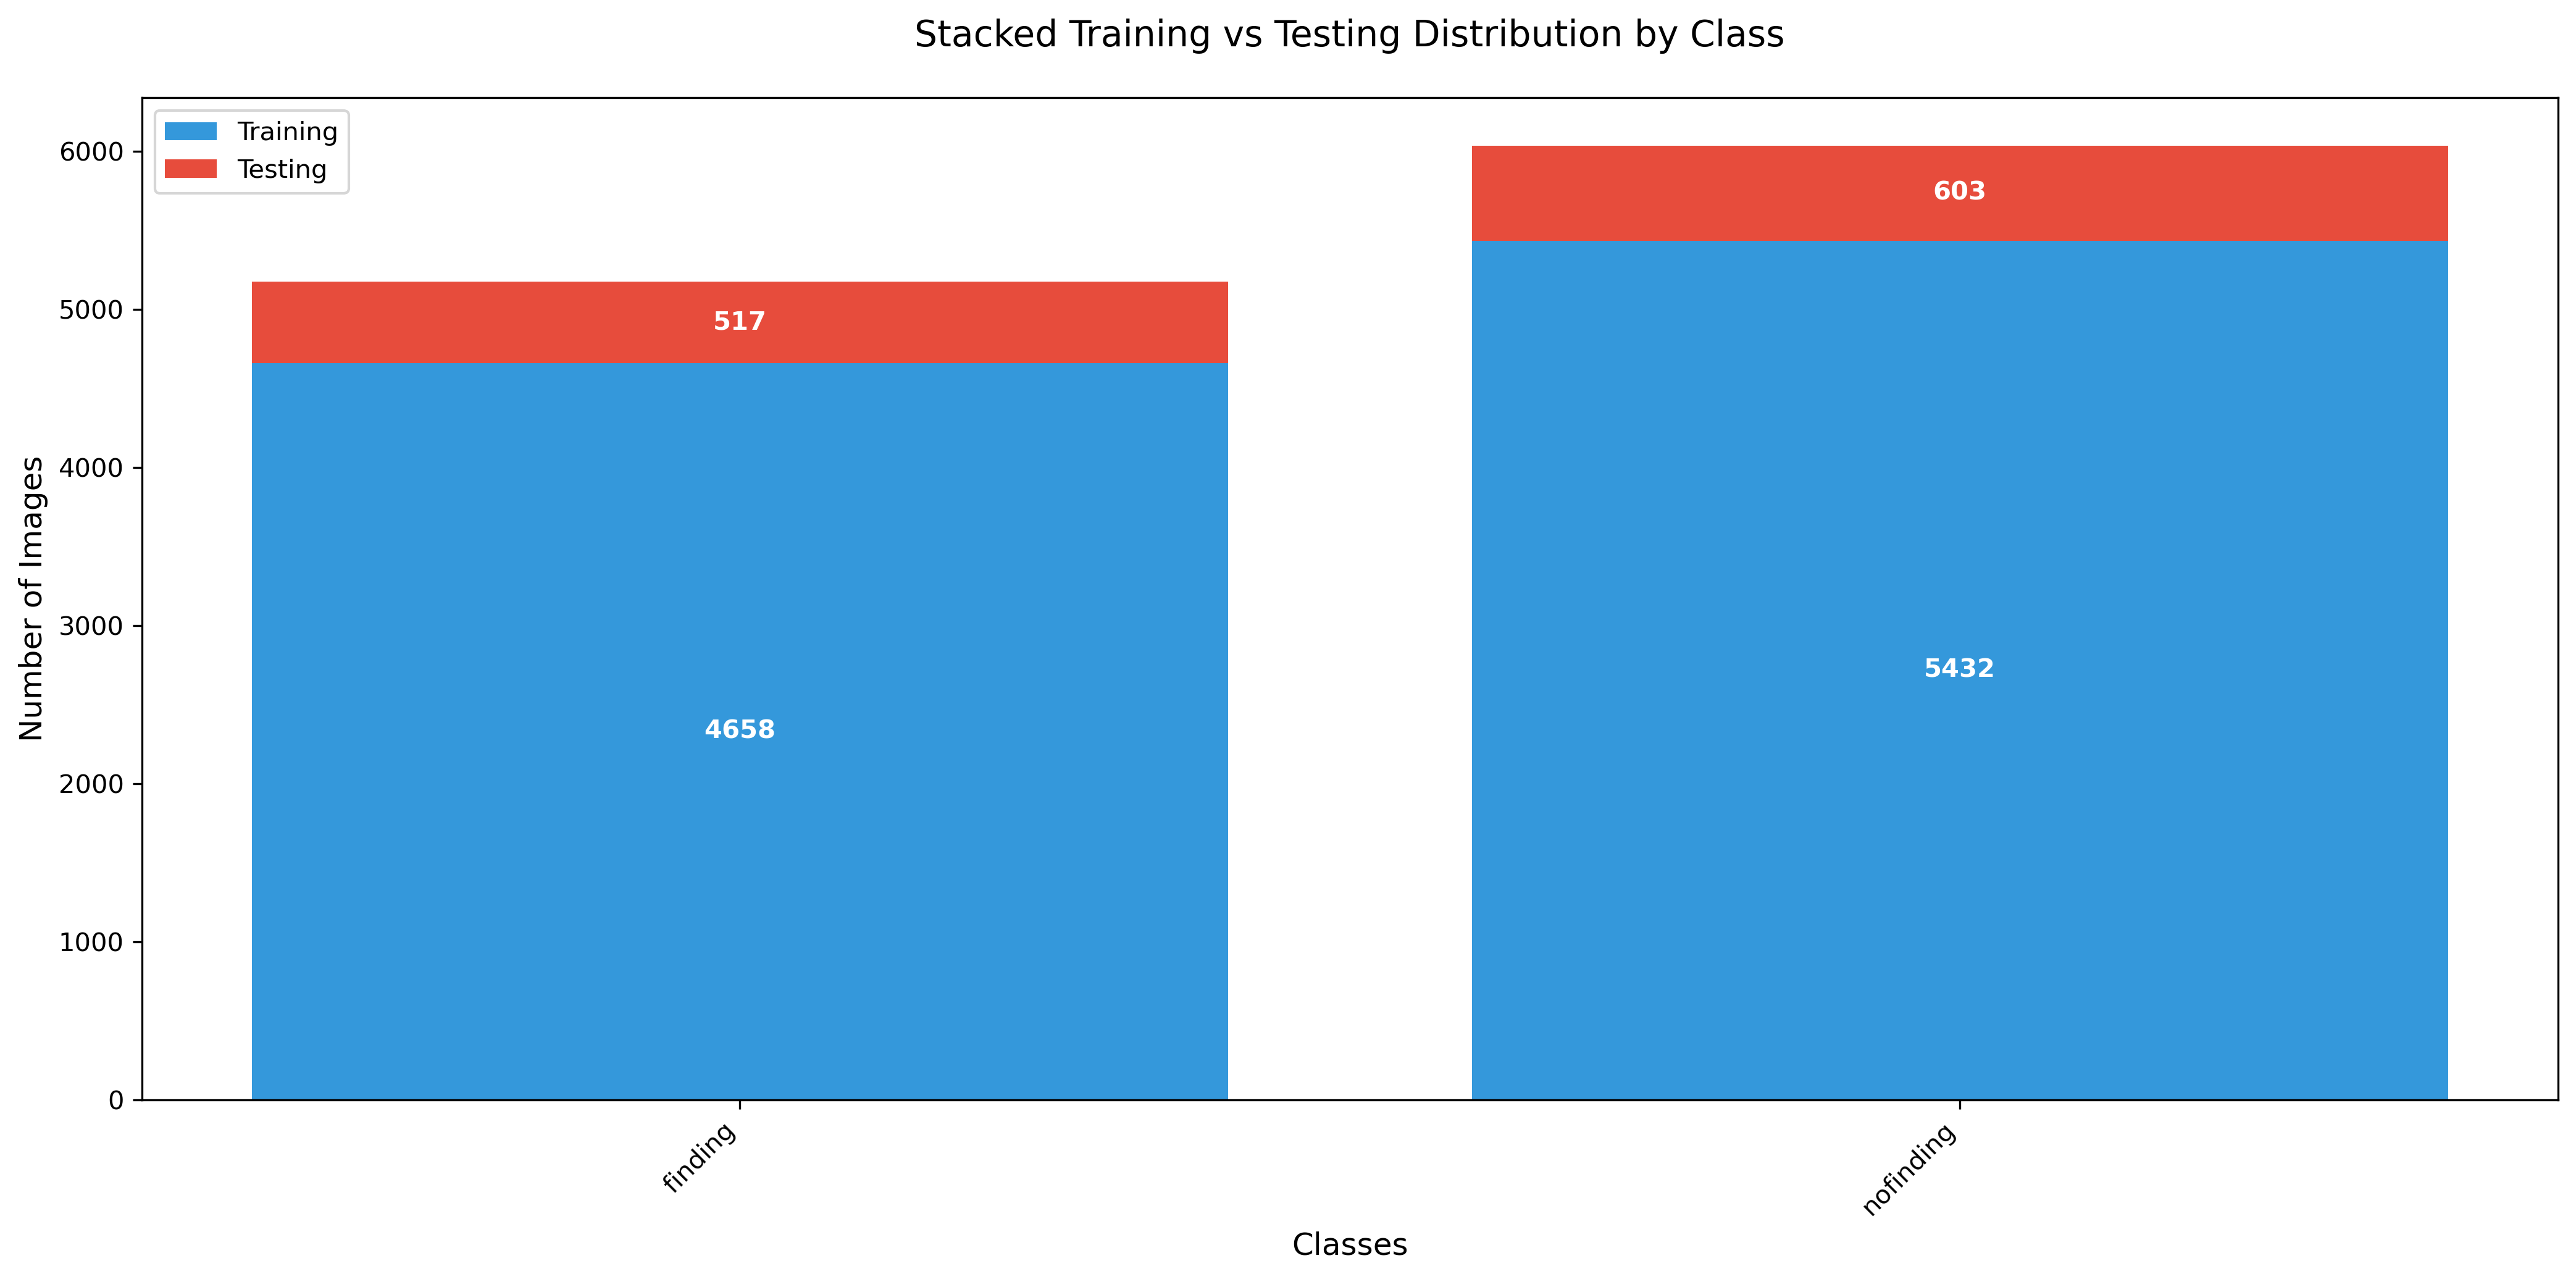 Stacked Training vs Testing Distribution by Class
Training
Testing
Number of Images
6000
5000
4000
3000
2000
1000
0
517
4658
603
5432
finding
nofinding
Classes